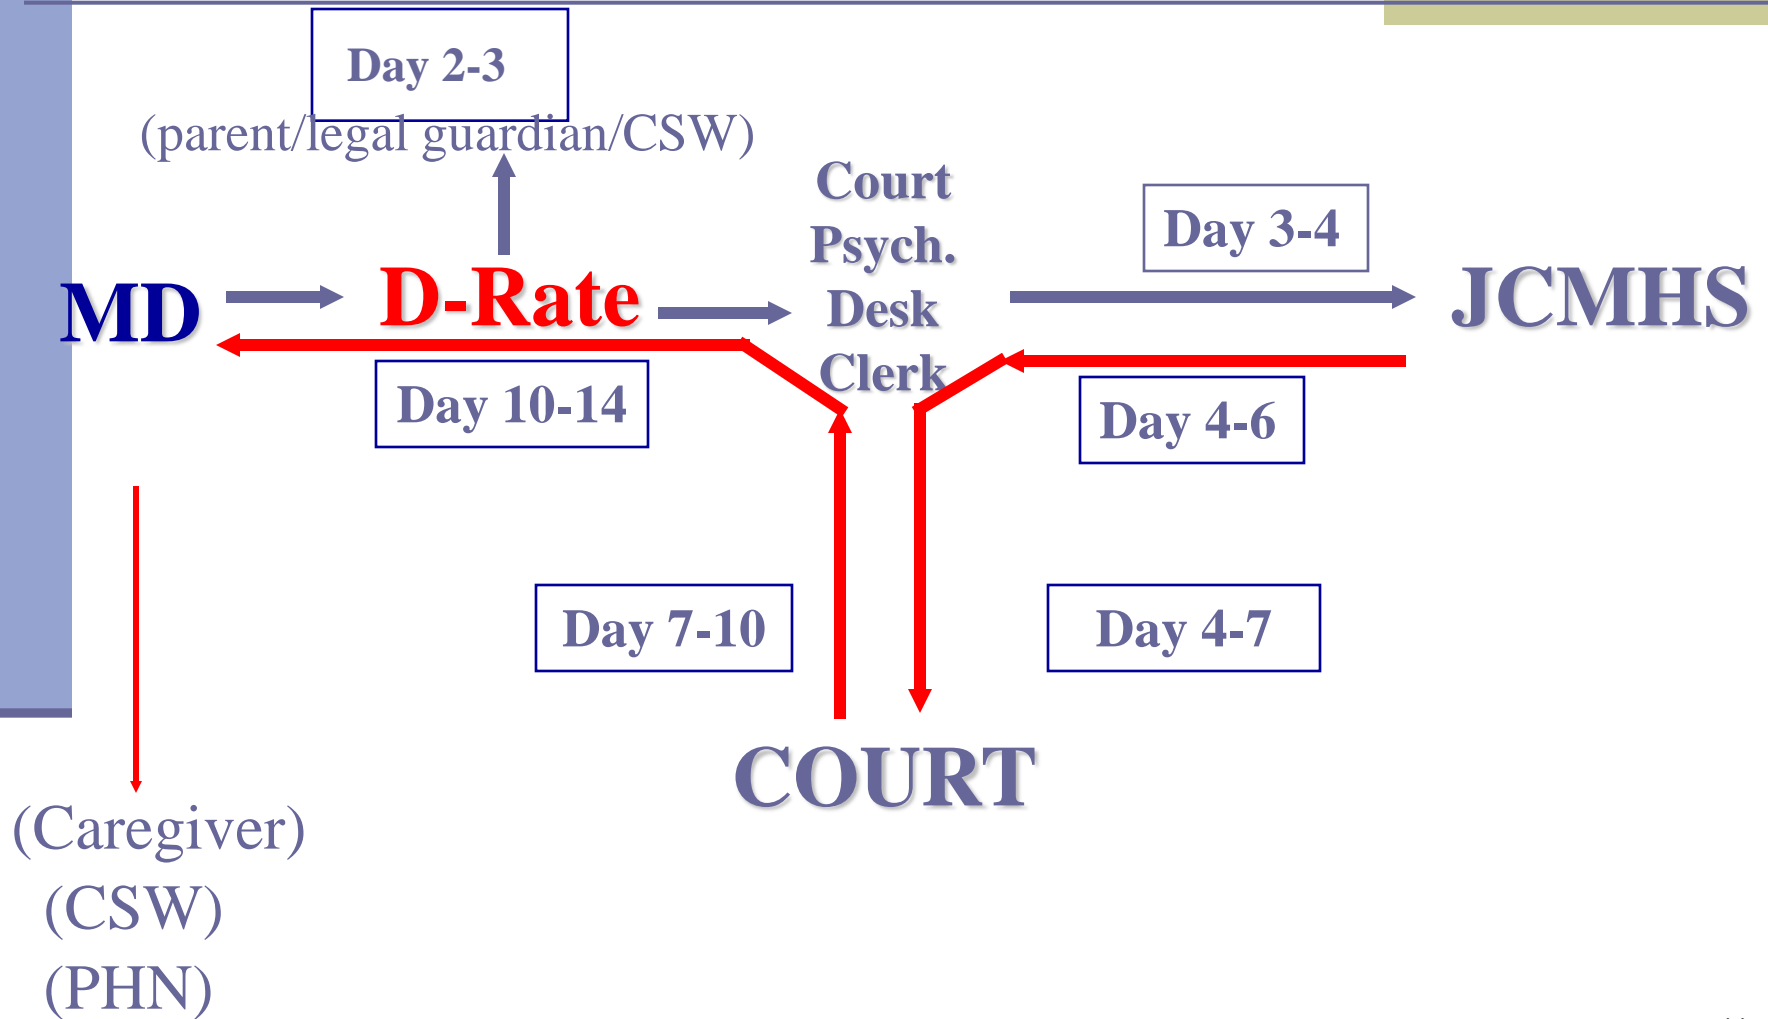 Day 2-3
(parent/legal guardian/CSW)
Court
Psych.
Desk
Clerk
Day 3-4
MD
D-Rate
JCMHS
Day 10-14
Day 4-6
Day 7-10
Day 4-7
COURT
(Caregiver)
(CSW)
(PHN)